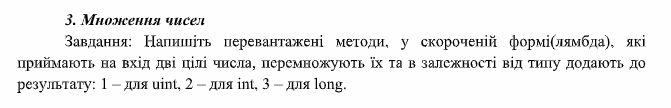 3. Множення чисел
Завдання: Напишіть перевантажені методи, у скороченій формі(лямбда), які
приймають на вхід дві цілі числа, перемножують їх та в залежності від типу додають до
результату: 1 – для uint, 2 – для int, 3 – для long.